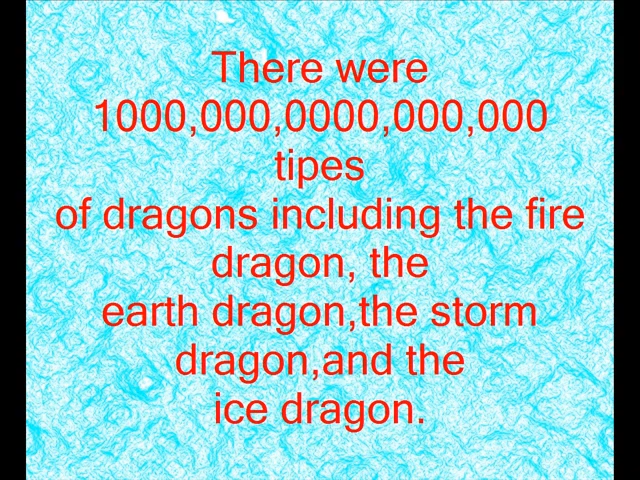 There were
1000,000,0000,000,000
tipes
of dragons including the fire
dragon, the
earth dragon,the storm
dragon,and the
ice dragon.